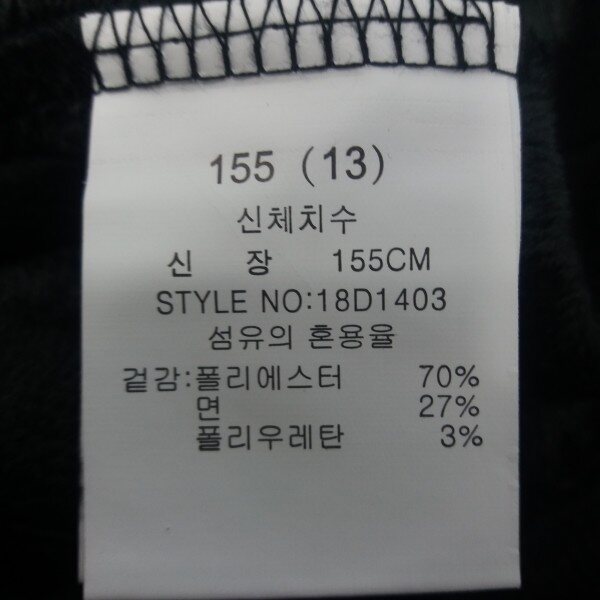 155 (13)
신체치수
신 장 155CM
STYLE NO:18D1403
섬유의 혼용율
겉감:폴리에스터 70%
면 27%
폴리우레탄 3%